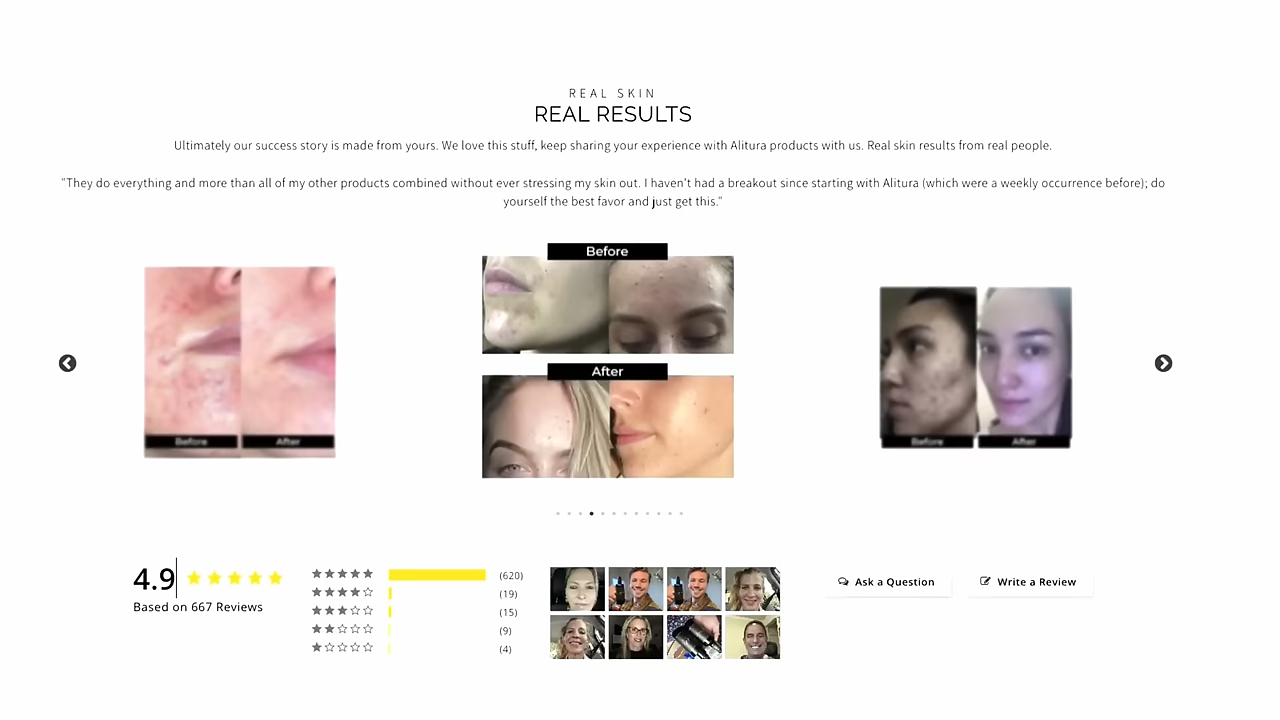 REAL SKIN
REAL RESULTS
Ultimately our success story is made from yours. We love this stuff, keep sharing your experience with Alitura products with us. Real skin results from real people.
"They do everything and more than all of my other products combined without ever stressing my skin out. I haven't had a breakout since starting with Alitura (which were a weekly occurrence before); do
yourself the best favor and just get this."
Before
After
Before After
Before After
4.9
Based on 667 Reviews
(620)
(19)
(15)
(9)
(4)
Ask a Question
Write a Review